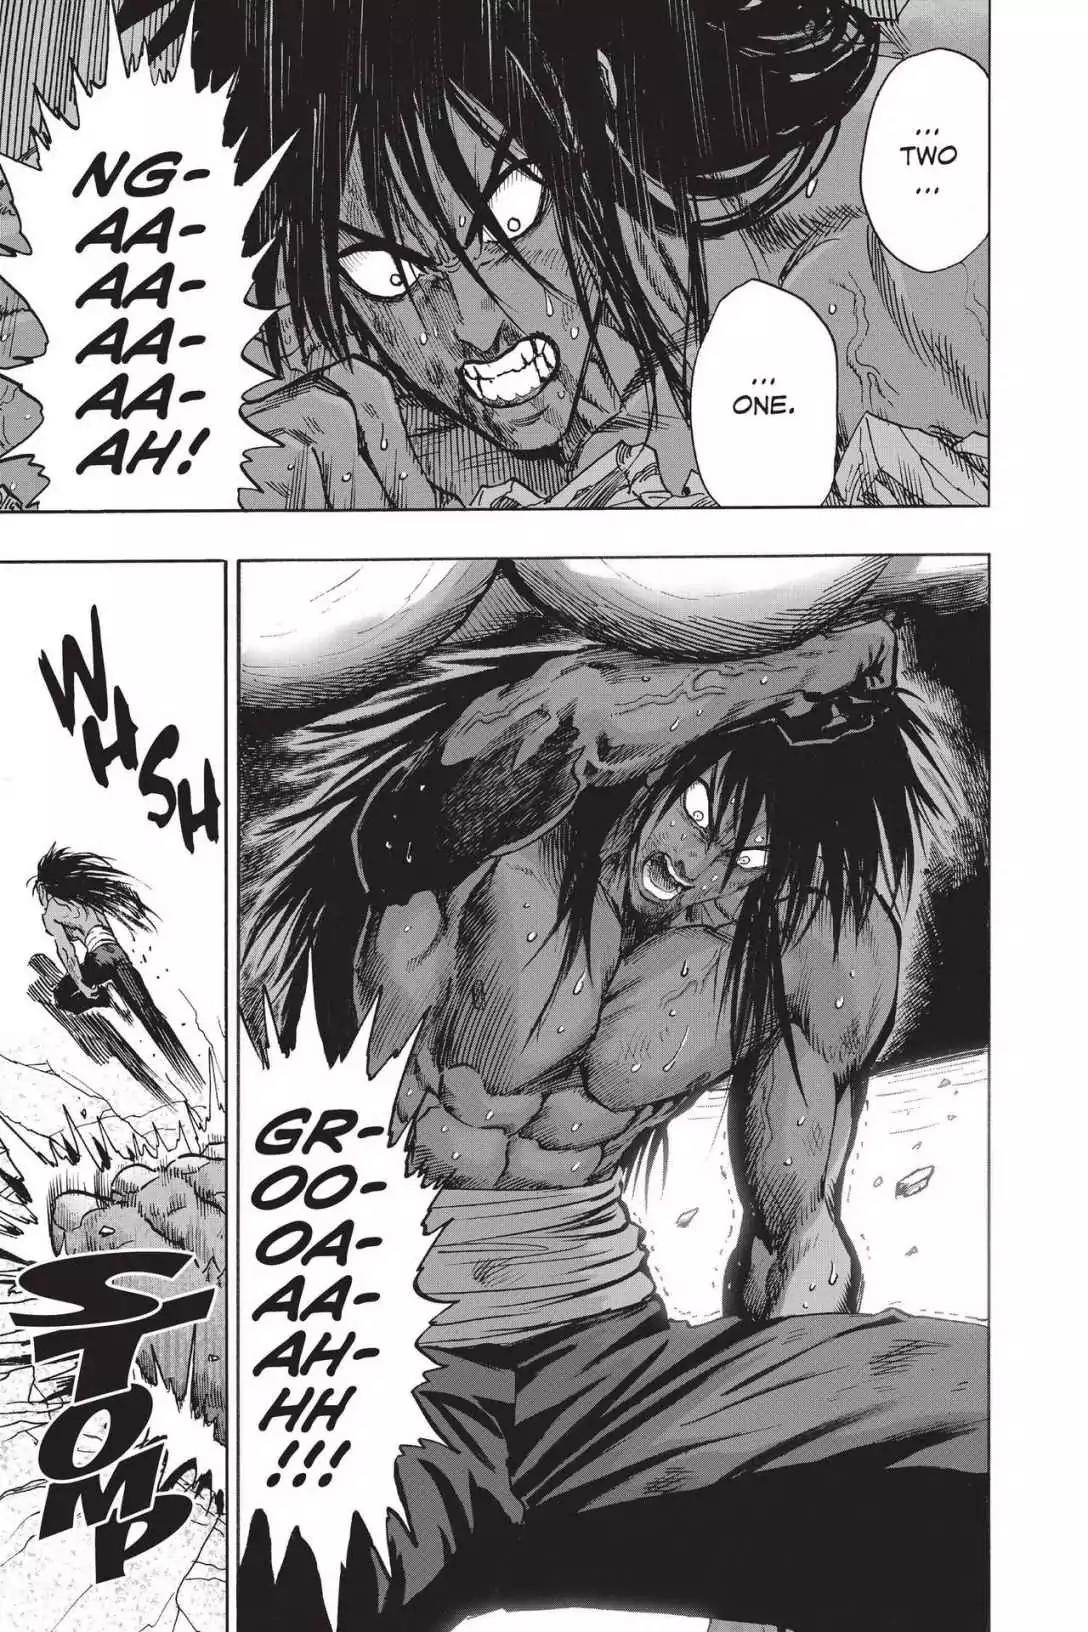 ...
TWO
...
...
ONE.
NG-
AA-
AA-
AA-
AA-
AH!
GR-
OO-
OA-
AA-
AH-
HH
!!!
WHSH
STOMP